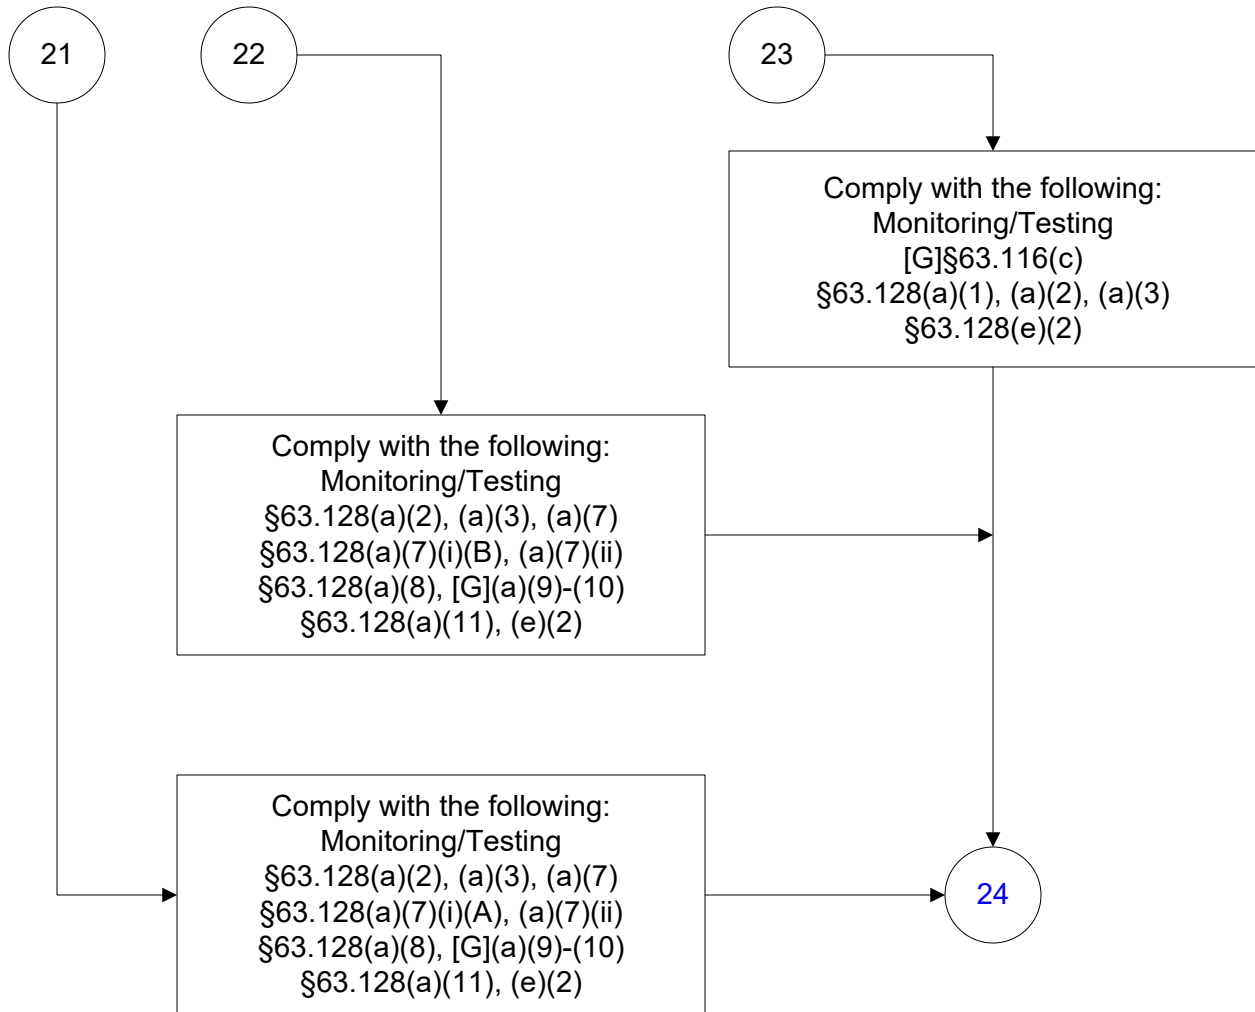 21
22
23
Comply with the following:
Monitoring/Testing
[G]§63.116(c)
§63.128(a)(1), (a)(2), (a)(3)
§63.128(e)(2)
Comply with the following:
Monitoring/Testing
§63.128(a)(2), (a)(3), (a)(7)
§63.128(a)(7)(i)(B), (a)(7)(ii)
§63.128(a)(8), [G](a)(9)-(10)
§63.128(a)(11), (e)(2)
Comply with the following:
Monitoring/Testing
§63.128(a)(2), (a)(3), (a)(7)
§63.128(a)(7)(i)(A), (a)(7)(ii)
§63.128(a)(8), [G](a)(9)-(10)
§63.128(a)(11), (e)(2)
24